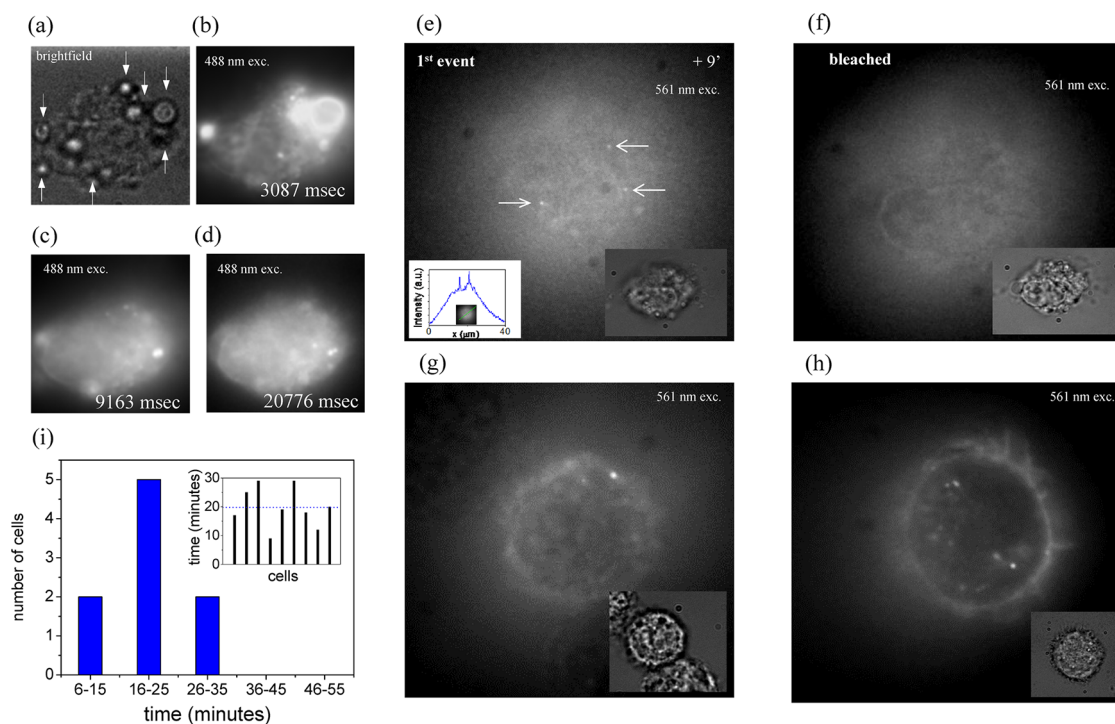 (a)
brightfield
(b)
488 nm exc.
3087 msec
(c)
488 nm exc.
9163 msec
(d)
488 nm exc.
20776 msec
(e)
1st event
+ 9’
561 nm exc.
Intensity (a.u.)
0
40
x (μm)
(f)
bleached
561 nm exc.
(g)
561 nm exc.
(h)
561 nm exc.
(i)
number of cells
5
4
3
2
1
0
6-15
16-25
26-35
36-45
46-55
time (minutes)
time (minutes)
30
20
10
0
cells